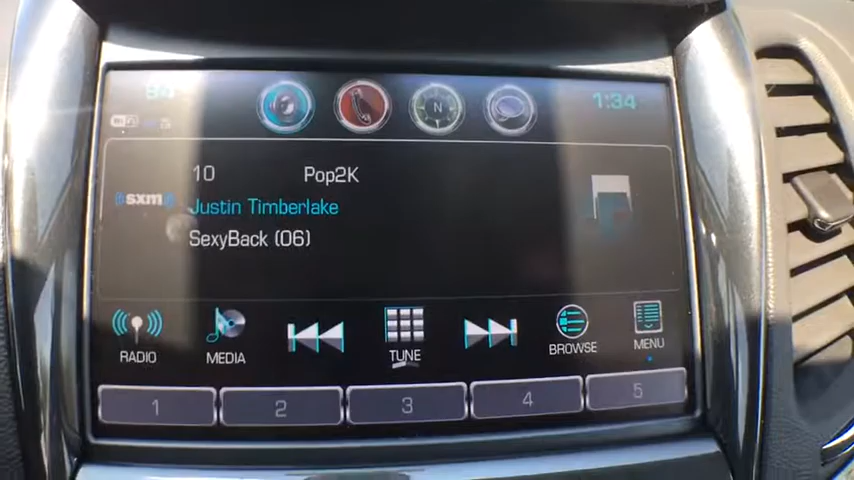 94
1:34
N
10 Pop2K
sxm
Justin Timberlake
SexyBack (06)
RADIO MEDIA TUNE BROWSE MENU
1 2 3 4 5